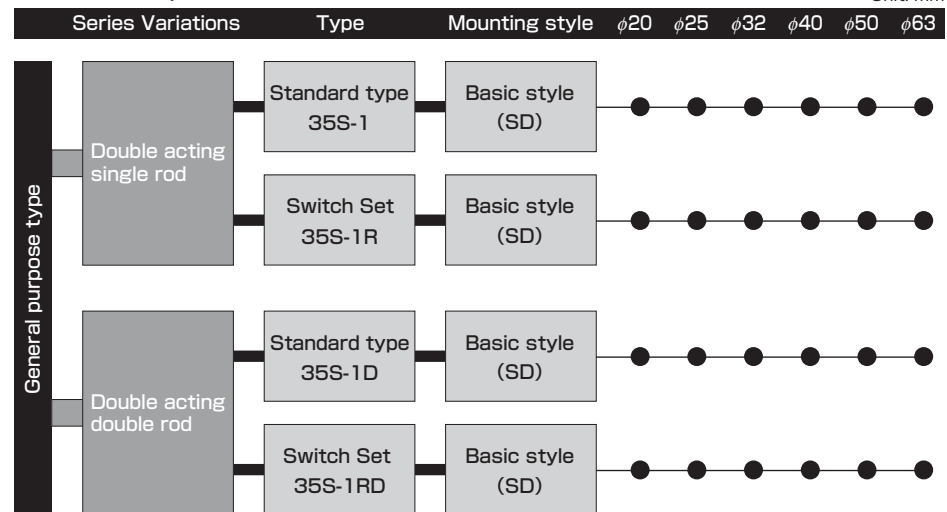 Series Variations Type Mounting style φ20 φ25 φ32 φ40 φ50 φ63
General purpose type
Double acting
single rod
Standard type
35S-1
Basic style
(SD)
Switch Set
35S-1R
Basic style
(SD)
Double acting
double rod
Standard type
35S-1D
Basic style
(SD)
Switch Set
35S-1RD
Basic style
(SD)